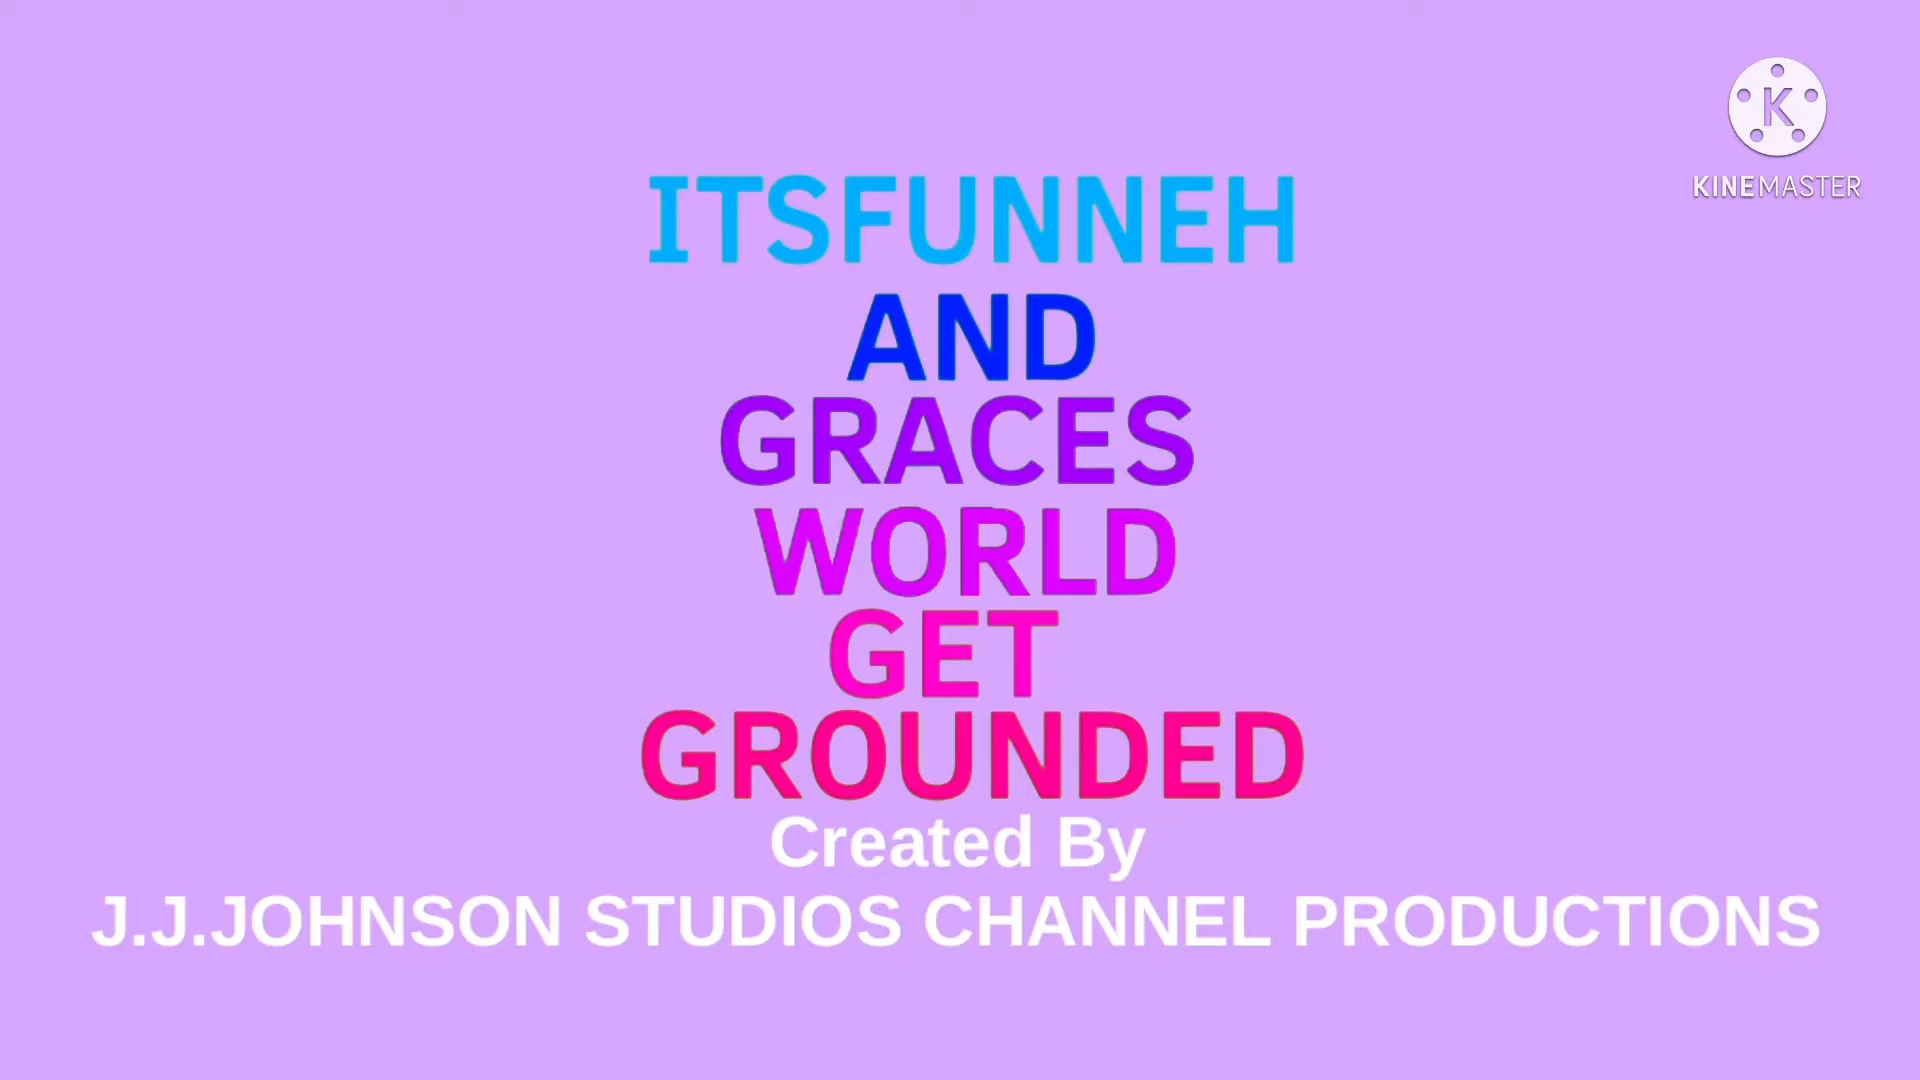 K
KINEMASTER
ITSFUNNEH
AND
GRACES
WORLD
GET
GROUNDED
Created By
J.J.JOHNSON STUDIOS CHANNEL PRODUCTIONS